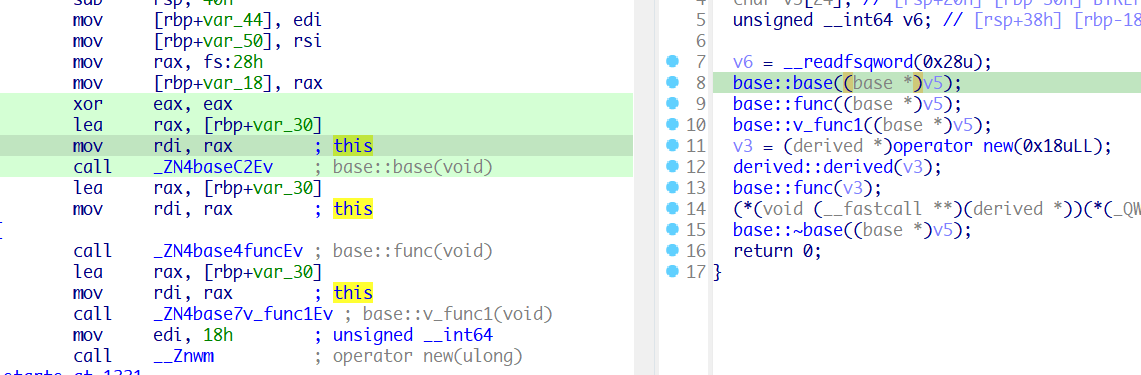 sub rsp, 40h
mov [rbp+var_44], edi
mov [rbp+var_50], rsi
mov rax, fs:28h
mov [rbp+var_18], rax
xor eax, eax
lea rax, [rbp+var_30]
mov rdi, rax ; this
call _ZN4baseC2Ev ; base::base(void)
lea rax, [rbp+var_30]
mov rdi, rax ; this
call _ZN4base4funcEv ; base::func(void)
lea rax, [rbp+var_30]
mov rdi, rax ; this
call _ZN4base7v_func1Ev ; base::v_func1(void)
mov edi, 18h ; unsigned __int64
call __Znwm ; operator new(ulong)
starts at 1331
4 char v5[24]; // [rsp+20h] [rbp-30h] BYREF
5 unsigned __int64 v6; // [rsp+38h] [rbp-18
6
7 v6 = __readfsqword(0x28u);
8 base::base((base *)v5);
9 base::func((base *)v5);
10 base::v_func1((base *)v5);
11 v3 = (derived *)operator new(0x18uLL);
12 derived::derived(v3);
13 base::func(v3);
14 (*(void (__fastcall **)(derived *))(*(_QW
15 base::~base((base *)v5);
16 return 0;
17 }